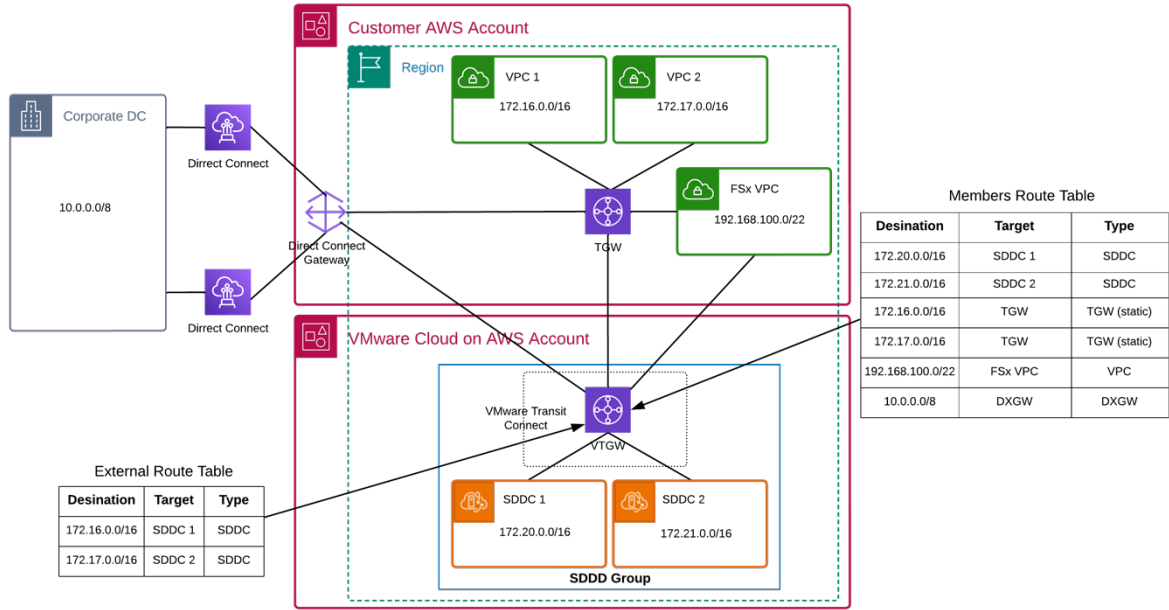 Customer AWS Account
Region
VPC 1
172.16.0.0/16
VPC 2
172.17.0.0/16
Corporate DC
10.0.0.0/8
Dirrect Connect
Dirrect Connect
Direct Connect
Gateway
TGW
FSx VPC
192.168.100.0/22
Members Route Table
Desination Target Type
172.20.0.0/16 SDDC 1 SDDC
172.21.0.0/16 SDDC 2 SDDC
172.16.0.0/16 TGW TGW (static)
172.17.0.0/16 TGW TGW (static)
192.168.100.0/22 FSx VPC VPC
10.0.0.0/8 DXGW DXGW
VMware Cloud on AWS Account
VMware Transit
Connect
VTGW
SDDC 1
172.20.0.0/16
SDDC 2
172.21.0.0/16
SDDD Group
External Route Table
Desination Target Type
172.16.0.0/16 SDDC 1 SDDC
172.17.0.0/16 SDDC 2 SDDC